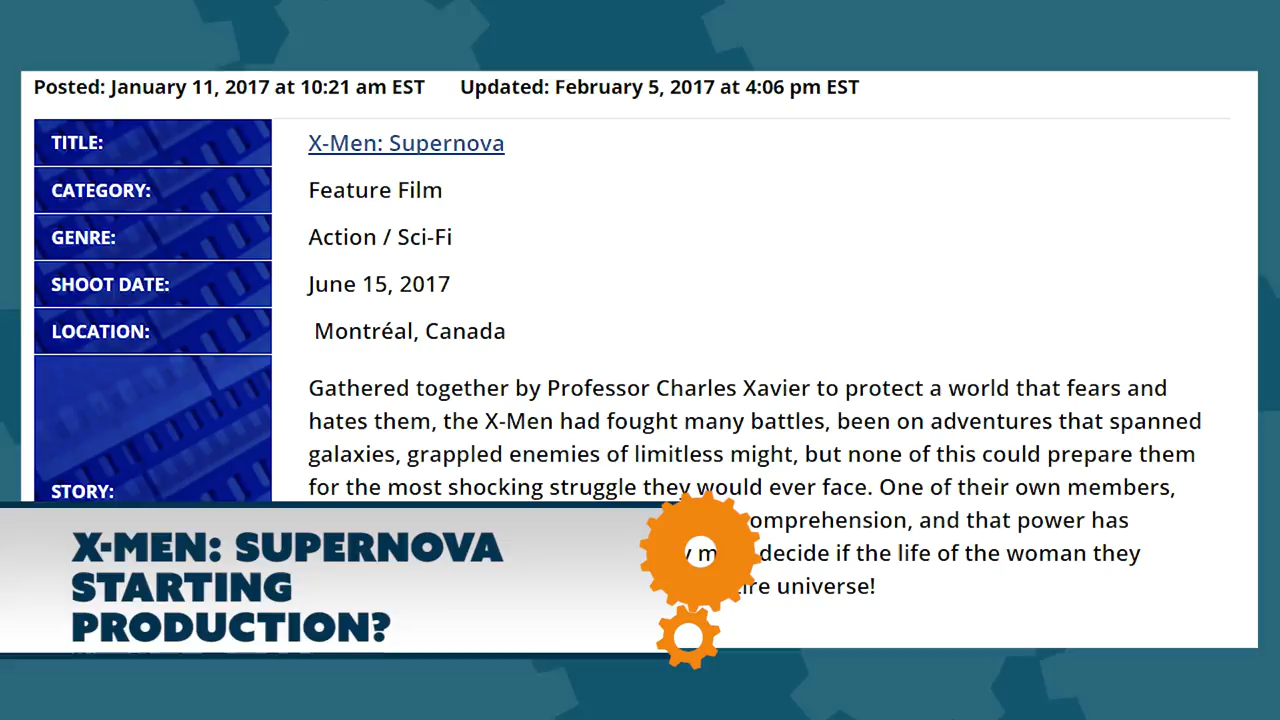 Posted: January 11, 2017 at 10:21 am EST Updated: February 5, 2017 at 4:06 pm EST
TITLE: X-Men: Supernova
CATEGORY: Feature Film
GENRE: Action / Sci-Fi
SHOOT DATE: June 15, 2017
LOCATION: Montréal, Canada
STORY:
Gathered together by Professor Charles Xavier to protect a world that fears and
hates them, the X-Men had fought many battles, been on adventures that spanned
galaxies, grappled enemies of limitless might, but none of this could prepare them
for the most shocking struggle they would ever face. One of their own members,
and that power has
decide if the life of the woman they
universe!
X-MEN: SUPERNOVA
STARTING
PRODUCTION?